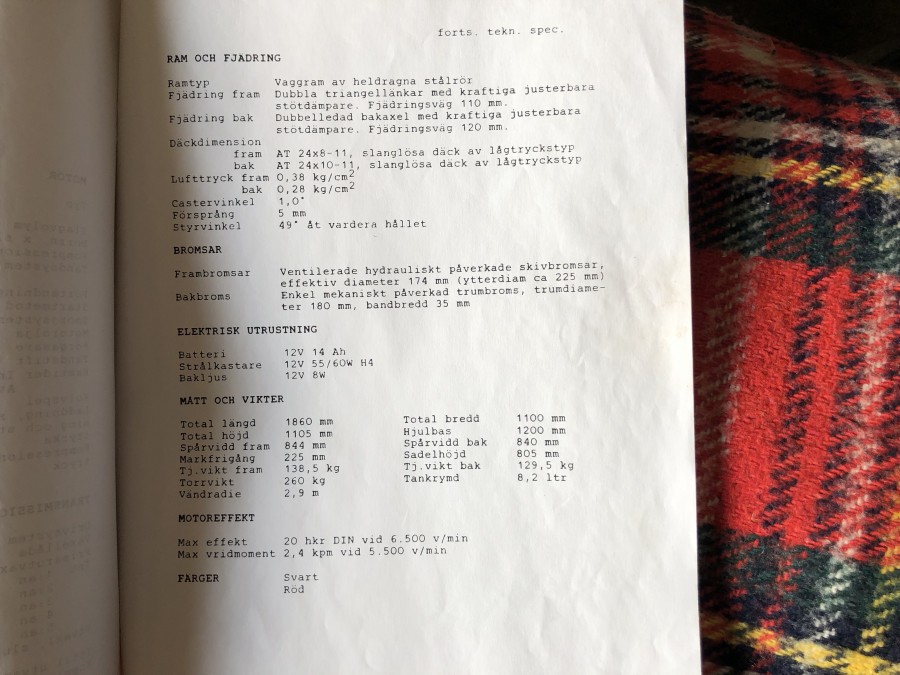 forts. tekn. spec.
RAM OCH FJÄDRING
Ramtyp Vaggram av heldragna stålrör
Fjädring fram Dubbla triangellänkar med kraftiga justerbara
stötdämpare. Fjädringsväg 110 mm.
Fjädring bak Dubbelledad bakaxel med kraftiga justerbara
stötdämpare. Fjädringsväg 120 mm.
Däckdimension
fram AT 24x8-11, slanglösa däck av lågtryckstyp
bak AT 24x10-11, slanglösa däck av lågtryckstyp
Lufttryck fram 0,38 kg/cm²
bak 0,28 kg/cm²
Castervinkel 1,0°
Försprång 5 mm
Styrvinkel 49° åt vardera hållet
BROMSAR
Frambromsar Ventilerade hydrauliskt påverkade skivbromsar,
effektiv diameter 174 mm (ytterdiam ca 225 mm)
Bakbroms Enkel mekaniskt påverkad trumbroms, trumdiame-
ter 180 mm, bandbredd 35 mm
ELEKTRISK UTRUSTNING
Batteri 12V 14 Ah
Strålkastare 12V 55/60W H4
Bakljus 12V 8W
MÅTT OCH VIKTER
Total längd 1860 mm Total bredd 1100 mm
Total höjd 1105 mm Hjulbas 1200 mm
Spårvidd fram 844 mm Spårvidd bak 840 mm
Markfrigång 225 mm Sadelhöjd 805 mm
Tj.vikt fram 138,5 kg Tj.vikt bak 129,5 kg
Torrvikt 260 kg Tankrymd 8,2 ltr
Vändradie 2,9 m
MOTOREFFEKT
Max effekt 20 hkr DIN vid 6.500 v/min
Max vridmoment 2,4 kpm vid 5.500 v/min
FÄRGER Svart
Röd